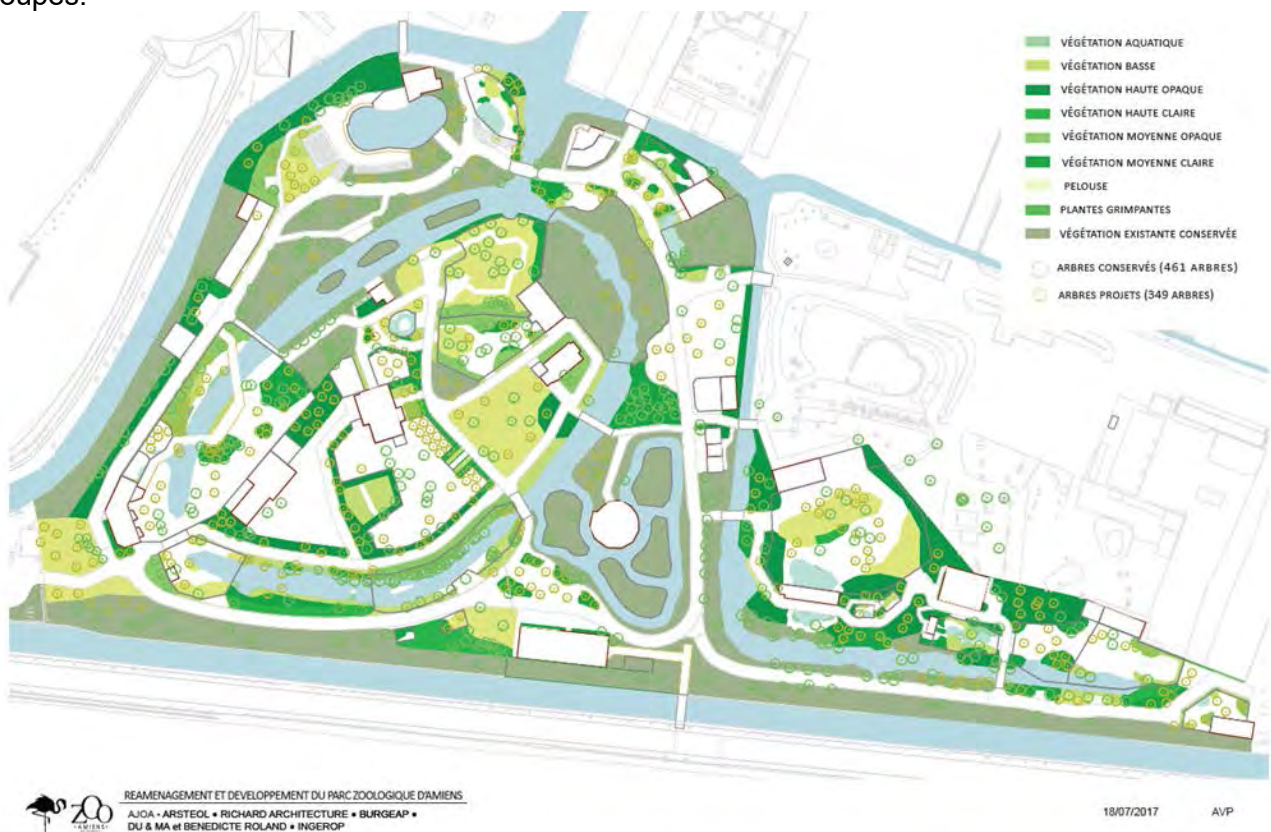 oupes.
VÉGÉTATION AQUATIQUE
VÉGÉTATION BASSE
VÉGÉTATION HAUTE OPAQUE
VÉGÉTATION HAUTE CLAIRE
VÉGÉTATION MOYENNE OPAQUE
VÉGÉTATION MOYENNE CLAIRE
PELOUSE
PLANTES GRIMPANTES
VÉGÉTATION EXISTANTE CONSERVÉE
ARBRES CONSERVÉS (461 ARBRES)
ARBRES PROJETS (349 ARBRES)
ZOO
AMIENS
REAMENAGEMENT ET DEVELOPPEMENT DU PARC ZOOLOGIQUE D'AMIENS
AJOA • ARSTEOL • RICHARD ARCHITECTURE • BURGEAP •
DU & MA et BENEDICTE ROLAND • INGEROP
18/07/2017 AVP